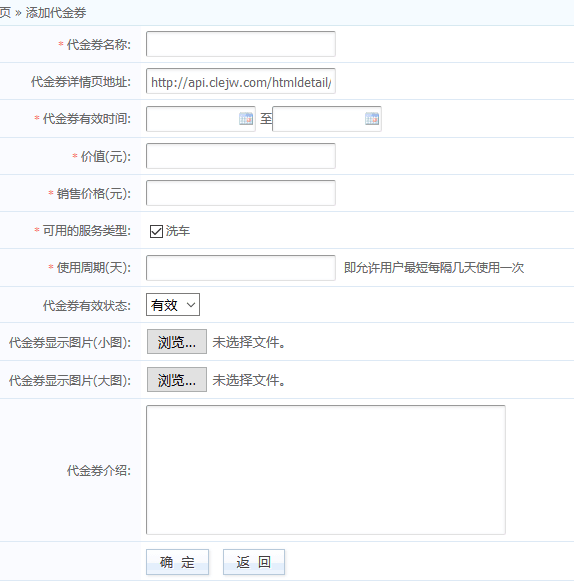 页 » 添加代金券
* 代金券名称:
代金券详情页地址: http://api.clejw.com/htmldetail/
* 代金券有效时间: 至
* 价值(元):
* 销售价格(元):
* 可用的服务类型: 洗车
* 使用周期(天): 即允许用户最短每隔几天使用一次
代金券有效状态: 有效
代金券显示图片(小图): 浏览... 未选择文件。
代金券显示图片(大图): 浏览... 未选择文件。
代金券介绍:
确 定 返 回